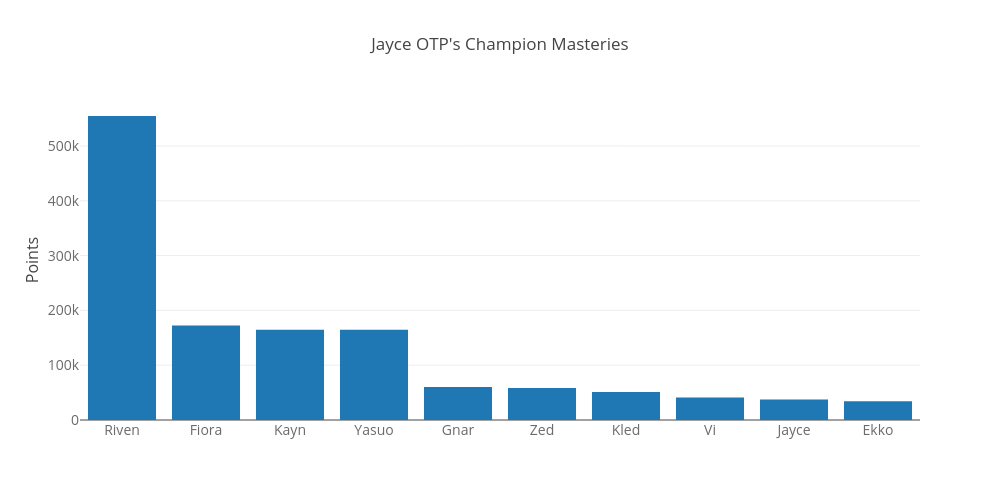 Jayce OTP's Champion Masteries
Points
500k
400k
300k
200k
100k
0
Riven Fiora Kayn Yasuo Gnar Zed Kled Vi Jayce Ekko